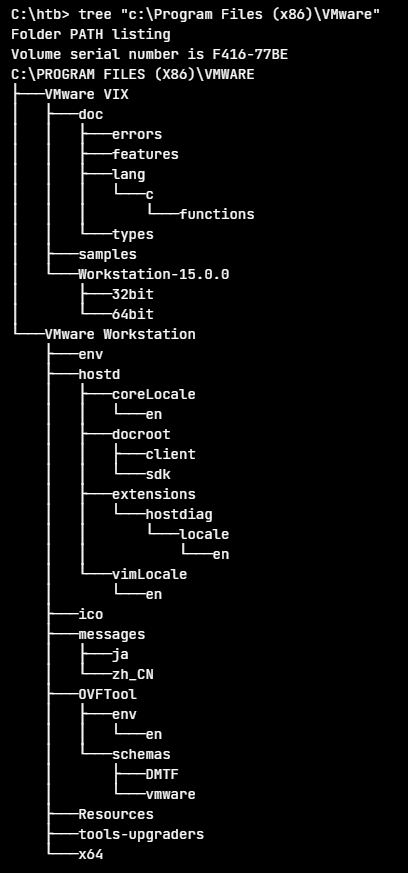 C:\htb> tree "c:\Program Files (x86)\VMware"
Folder PATH listing
Volume serial number is F416-77BE
C:\PROGRAM FILES (X86)\VMWARE
├───VMware VIX
│   ├───doc
│   │   ├───errors
│   │   ├───features
│   │   ├───lang
│   │   │   └───c
│   │   │       └───functions
│   │   └───types
│   ├───samples
│   └───Workstation-15.0.0
│       ├───32bit
│       └───64bit
└───VMware Workstation
    ├───env
    ├───hostd
    │   ├───coreLocale
    │   │   └───en
    │   ├───docroot
    │   │   ├───client
    │   │   └───sdk
    │   ├───extensions
    │   │   └───hostdiag
    │   │       └───locale
    │   │           └───en
    │   └───vimLocale
    │       └───en
    ├───ico
    ├───messages
    │   ├───ja
    │   └───zh_CN
    ├───OVFTool
    │   ├───env
    │   │   └───en
    │   └───schemas
    │       ├───DMTF
    │       └───vmware
    ├───Resources
    ├───tools-upgraders
    └───x64